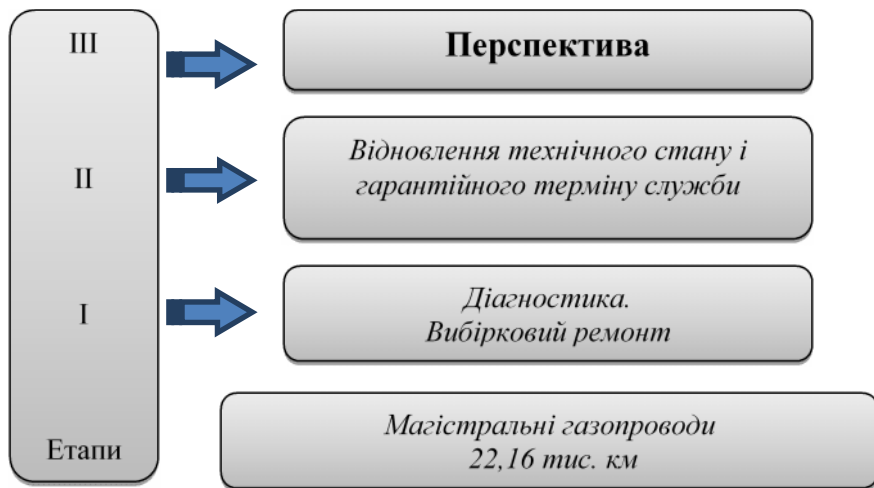 III
Перспектива
II
Відновлення технічного стану і
гарантійного терміну служби
I
Діагностика.
Вибірковий ремонт
Етапи
Магістральні газопроводи
22,16 тис. км